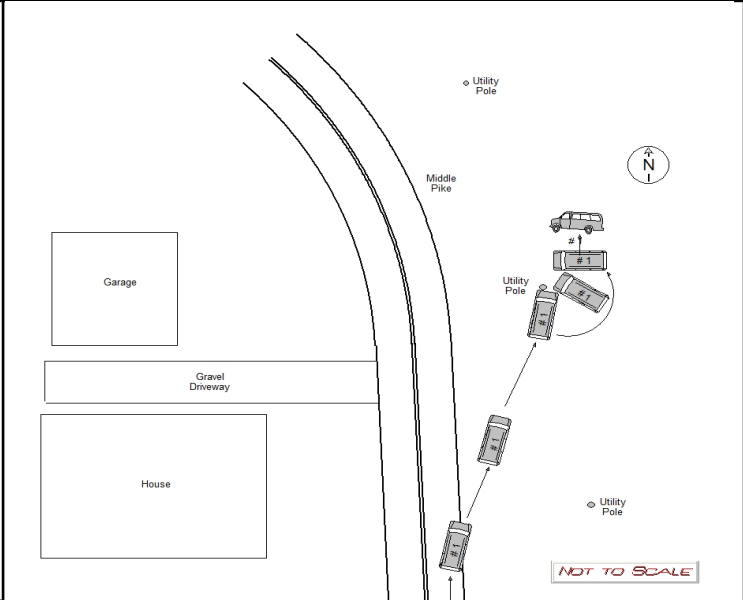 Utility
Pole
N
Middle
Pike
# 1
# 1
Garage
Utility
Pole
# 1
# 1
Gravel
Driveway
# 1
House
Utility
Pole
# 1
NOT TO SCALE